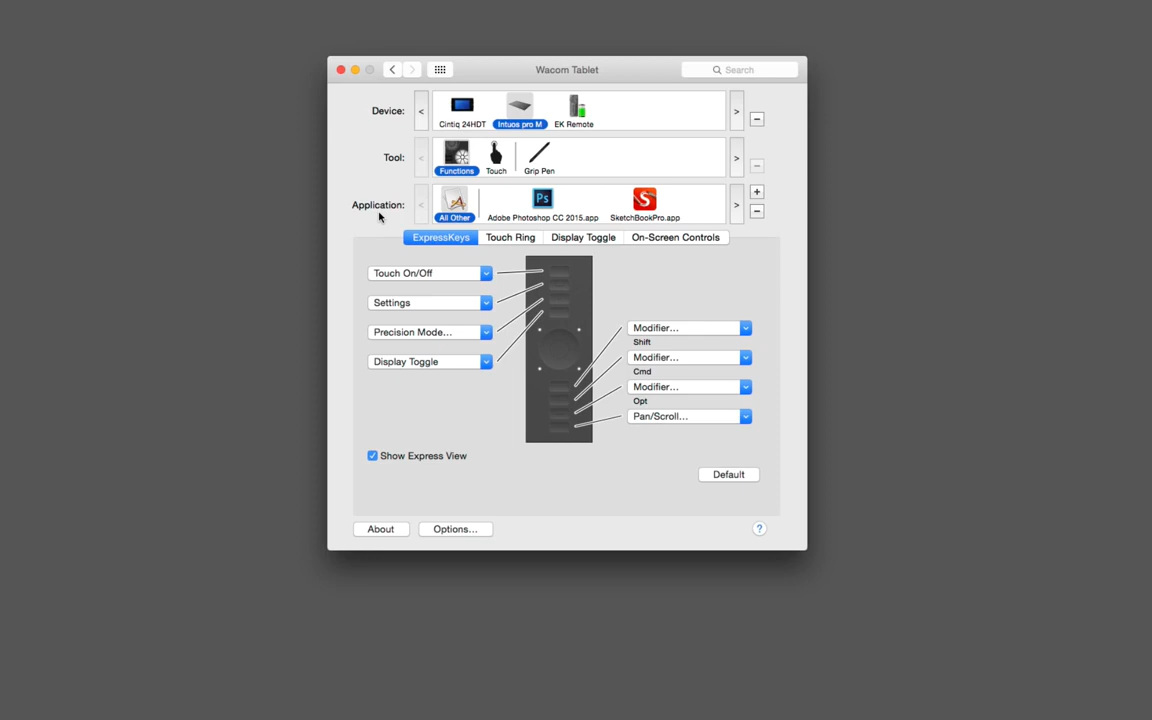 Wacom Tablet
Search
Device:
Cintiq 24HDT
Intuos pro M
EK Remote
Tool:
Functions
Touch
Grip Pen
Application:
All Other
Adobe Photoshop CC 2015.app
SketchBookPro.app
ExpressKeys
Touch Ring
Display Toggle
On-Screen Controls
Touch On/Off
Settings
Precision Mode...
Display Toggle
Modifier...
Shift
Modifier...
Cmd
Modifier...
Opt
Pan/Scroll...
Show Express View
Default
About
Options...
?